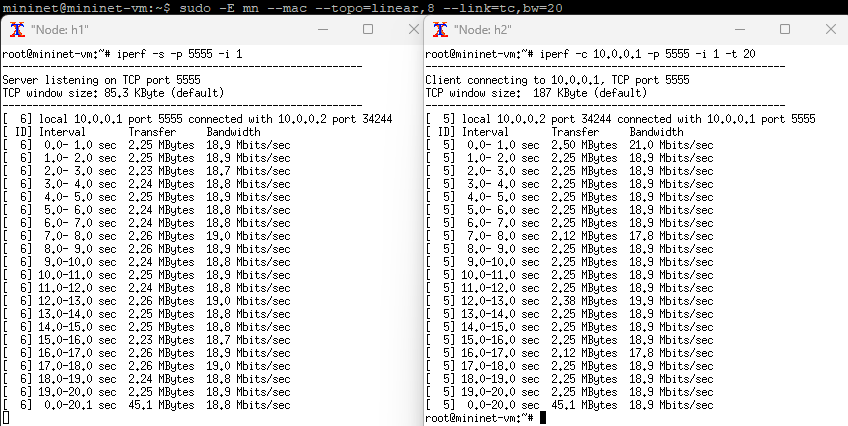 mininet@mininet-vm:~$ sudo -E mn --mac --topo=linear,8 --link=tc,bw=20
"Node: h1"
root@mininet-vm:~# iperf -s -p 5555 -i 1
------------------------------------------------------------
Server listening on TCP port 5555
TCP window size: 85.3 KByte (default)
------------------------------------------------------------
[  6] local 10.0.0.1 port 5555 connected with 10.0.0.2 port 34244
[ ID] Interval       Transfer     Bandwidth
[  6]  0.0- 1.0 sec  2.25 MBytes  18.9 Mbits/sec
[  6]  1.0- 2.0 sec  2.25 MBytes  18.9 Mbits/sec
[  6]  2.0- 3.0 sec  2.23 MBytes  18.7 Mbits/sec
[  6]  3.0- 4.0 sec  2.24 MBytes  18.8 Mbits/sec
[  6]  4.0- 5.0 sec  2.25 MBytes  18.9 Mbits/sec
[  6]  5.0- 6.0 sec  2.24 MBytes  18.8 Mbits/sec
[  6]  6.0- 7.0 sec  2.24 MBytes  18.8 Mbits/sec
[  6]  7.0- 8.0 sec  2.26 MBytes  19.0 Mbits/sec
[  6]  8.0- 9.0 sec  2.26 MBytes  18.9 Mbits/sec
[  6]  9.0-10.0 sec  2.24 MBytes  18.8 Mbits/sec
[  6] 10.0-11.0 sec  2.25 MBytes  18.9 Mbits/sec
[  6] 11.0-12.0 sec  2.24 MBytes  18.8 Mbits/sec
[  6] 12.0-13.0 sec  2.26 MBytes  19.0 Mbits/sec
[  6] 13.0-14.0 sec  2.25 MBytes  18.8 Mbits/sec
[  6] 14.0-15.0 sec  2.25 MBytes  18.9 Mbits/sec
[  6] 15.0-16.0 sec  2.23 MBytes  18.7 Mbits/sec
[  6] 16.0-17.0 sec  2.26 MBytes  18.9 Mbits/sec
[  6] 17.0-18.0 sec  2.26 MBytes  19.0 Mbits/sec
[  6] 18.0-19.0 sec  2.24 MBytes  18.8 Mbits/sec
[  6] 19.0-20.0 sec  2.25 MBytes  18.9 Mbits/sec
[  6]  0.0-20.1 sec  45.1 MBytes  18.8 Mbits/sec
"Node: h2"
root@mininet-vm:~# iperf -c 10.0.0.1 -p 5555 -i 1 -t 20
------------------------------------------------------------
Client connecting to 10.0.0.1, TCP port 5555
TCP window size:  187 KByte (default)
------------------------------------------------------------
[  5] local 10.0.0.2 port 34244 connected with 10.0.0.1 port 5555
[ ID] Interval       Transfer     Bandwidth
[  5]  0.0- 1.0 sec  2.50 MBytes  21.0 Mbits/sec
[  5]  1.0- 2.0 sec  2.25 MBytes  18.9 Mbits/sec
[  5]  2.0- 3.0 sec  2.25 MBytes  18.9 Mbits/sec
[  5]  3.0- 4.0 sec  2.25 MBytes  18.9 Mbits/sec
[  5]  4.0- 5.0 sec  2.25 MBytes  18.9 Mbits/sec
[  5]  5.0- 6.0 sec  2.25 MBytes  18.9 Mbits/sec
[  5]  6.0- 7.0 sec  2.25 MBytes  18.9 Mbits/sec
[  5]  7.0- 8.0 sec  2.12 MBytes  17.8 Mbits/sec
[  5]  8.0- 9.0 sec  2.25 MBytes  18.9 Mbits/sec
[  5]  9.0-10.0 sec  2.25 MBytes  18.9 Mbits/sec
[  5] 10.0-11.0 sec  2.25 MBytes  18.9 Mbits/sec
[  5] 11.0-12.0 sec  2.25 MBytes  18.9 Mbits/sec
[  5] 12.0-13.0 sec  2.38 MBytes  19.9 Mbits/sec
[  5] 13.0-14.0 sec  2.25 MBytes  18.9 Mbits/sec
[  5] 14.0-15.0 sec  2.25 MBytes  18.9 Mbits/sec
[  5] 15.0-16.0 sec  2.25 MBytes  18.9 Mbits/sec
[  5] 16.0-17.0 sec  2.12 MBytes  17.8 Mbits/sec
[  5] 17.0-18.0 sec  2.25 MBytes  18.9 Mbits/sec
[  5] 18.0-19.0 sec  2.25 MBytes  18.9 Mbits/sec
[  5] 19.0-20.0 sec  2.25 MBytes  18.9 Mbits/sec
[  5]  0.0-20.0 sec  45.1 MBytes  18.9 Mbits/sec
root@mininet-vm:~#